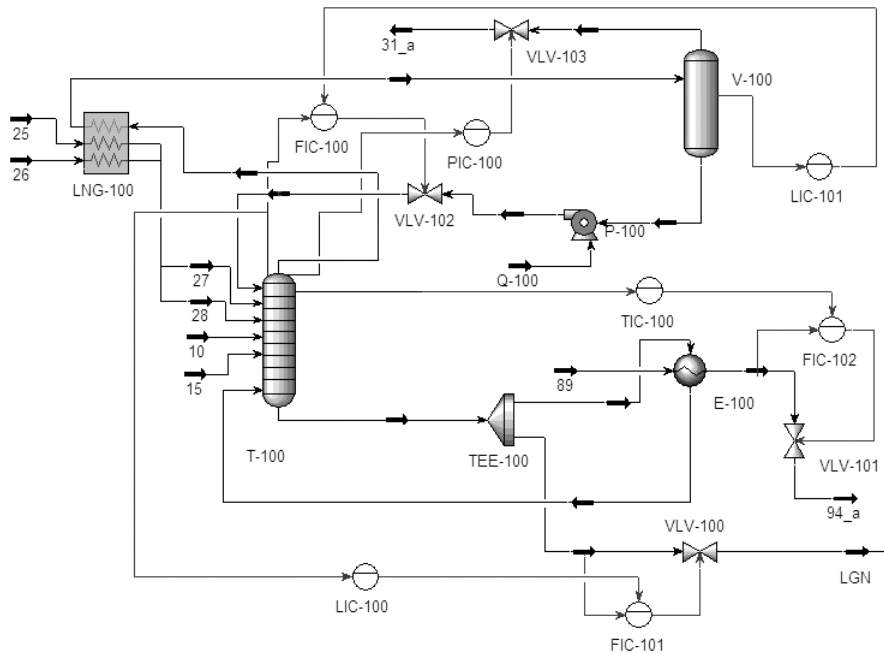 31_a
VLV-103
V-100
25
FIC-100
PIC-100
26
LNG-100
LIC-101
VLV-102
P-100
27
Q-100
28
TIC-100
10
FIC-102
15
89
E-100
T-100
TEE-100
VLV-101
94_a
VLV-100
LIC-100
LGN
FIC-101